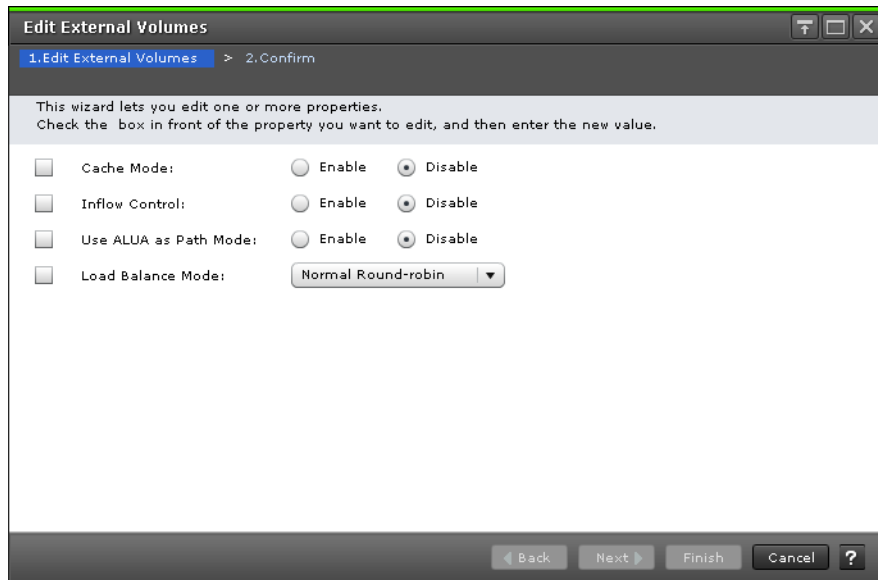 Edit External Volumes
1.Edit External Volumes > 2.Confirm
This wizard lets you edit one or more properties.
Check the box in front of the property you want to edit, and then enter the new value.
Cache Mode: Enable Disable
Inflow Control: Enable Disable
Use ALUA as Path Mode: Enable Disable
Load Balance Mode: Normal Round-robin
Back Next Finish Cancel ?